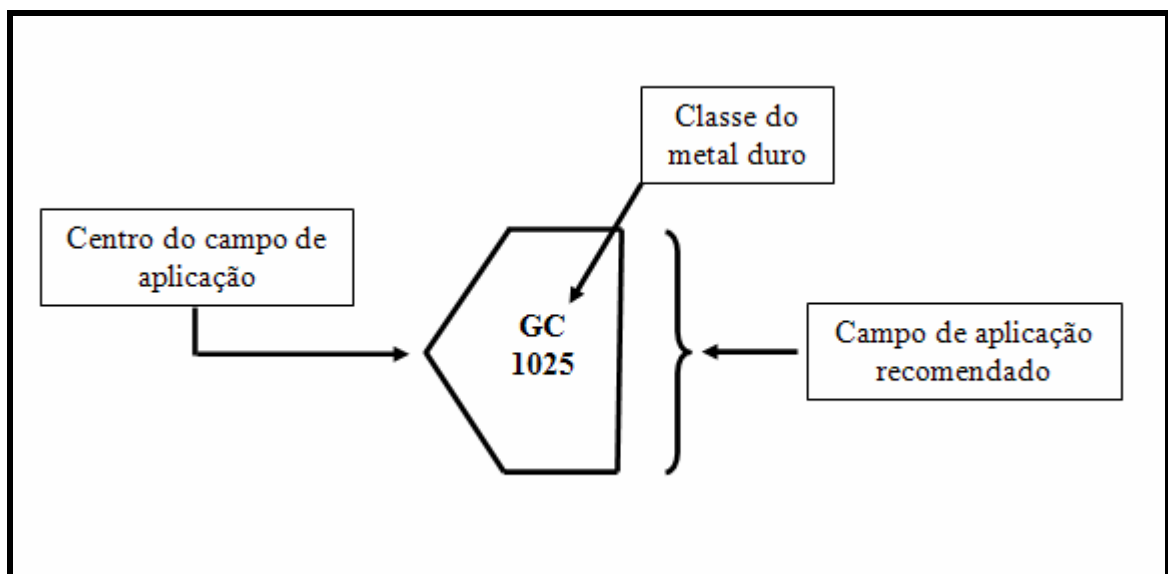 Classe do
metal duro
Centro do campo de
aplicação
GC
1025
Campo de aplicação
recomendado